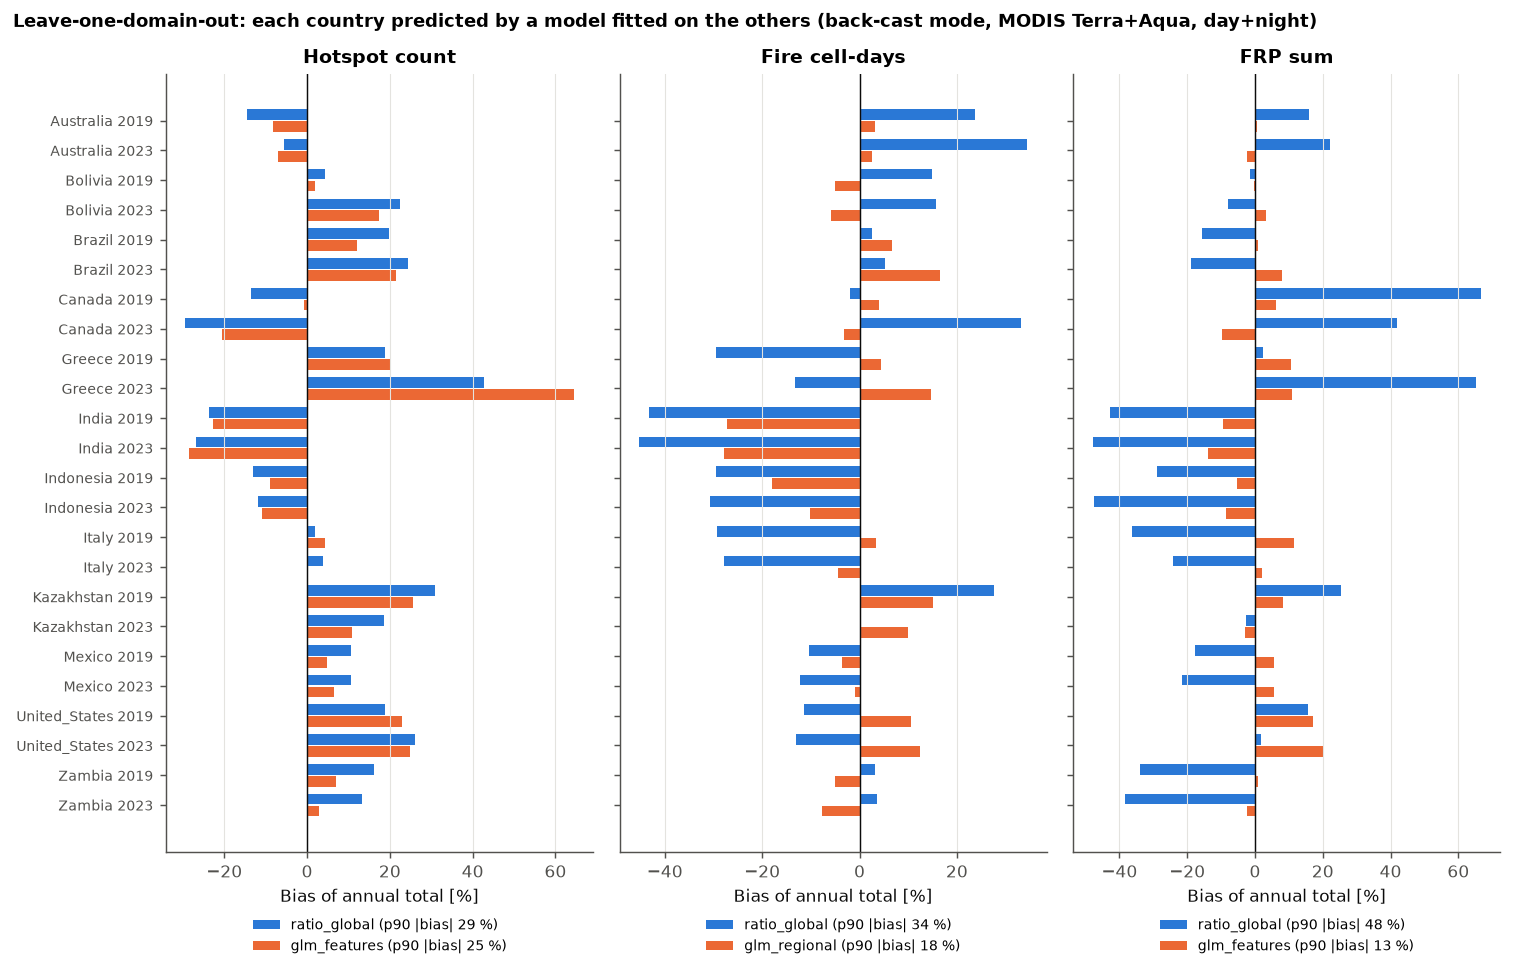 Leave-one-domain-out: each country predicted by a model fitted on the others (back-cast mode, MODIS Terra+Aqua, day+night)
Hotspot count
Fire cell-days
FRP sum
Australia 2019
Australia 2023
Bolivia 2019
Bolivia 2023
Brazil 2019
Brazil 2023
Canada 2019
Canada 2023
Greece 2019
Greece 2023
India 2019
India 2023
Indonesia 2019
Indonesia 2023
Italy 2019
Italy 2023
Kazakhstan 2019
Kazakhstan 2023
Mexico 2019
Mexico 2023
United_States 2019
United_States 2023
Zambia 2019
Zambia 2023
−20 0 20 40 60
−40 −20 0 20
−40 −20 0 20 40 60
Bias of annual total [%]
Bias of annual total [%]
Bias of annual total [%]
ratio_global (p90 |bias| 29 %)
glm_features (p90 |bias| 25 %)
ratio_global (p90 |bias| 34 %)
glm_regional (p90 |bias| 18 %)
ratio_global (p90 |bias| 48 %)
glm_features (p90 |bias| 13 %)